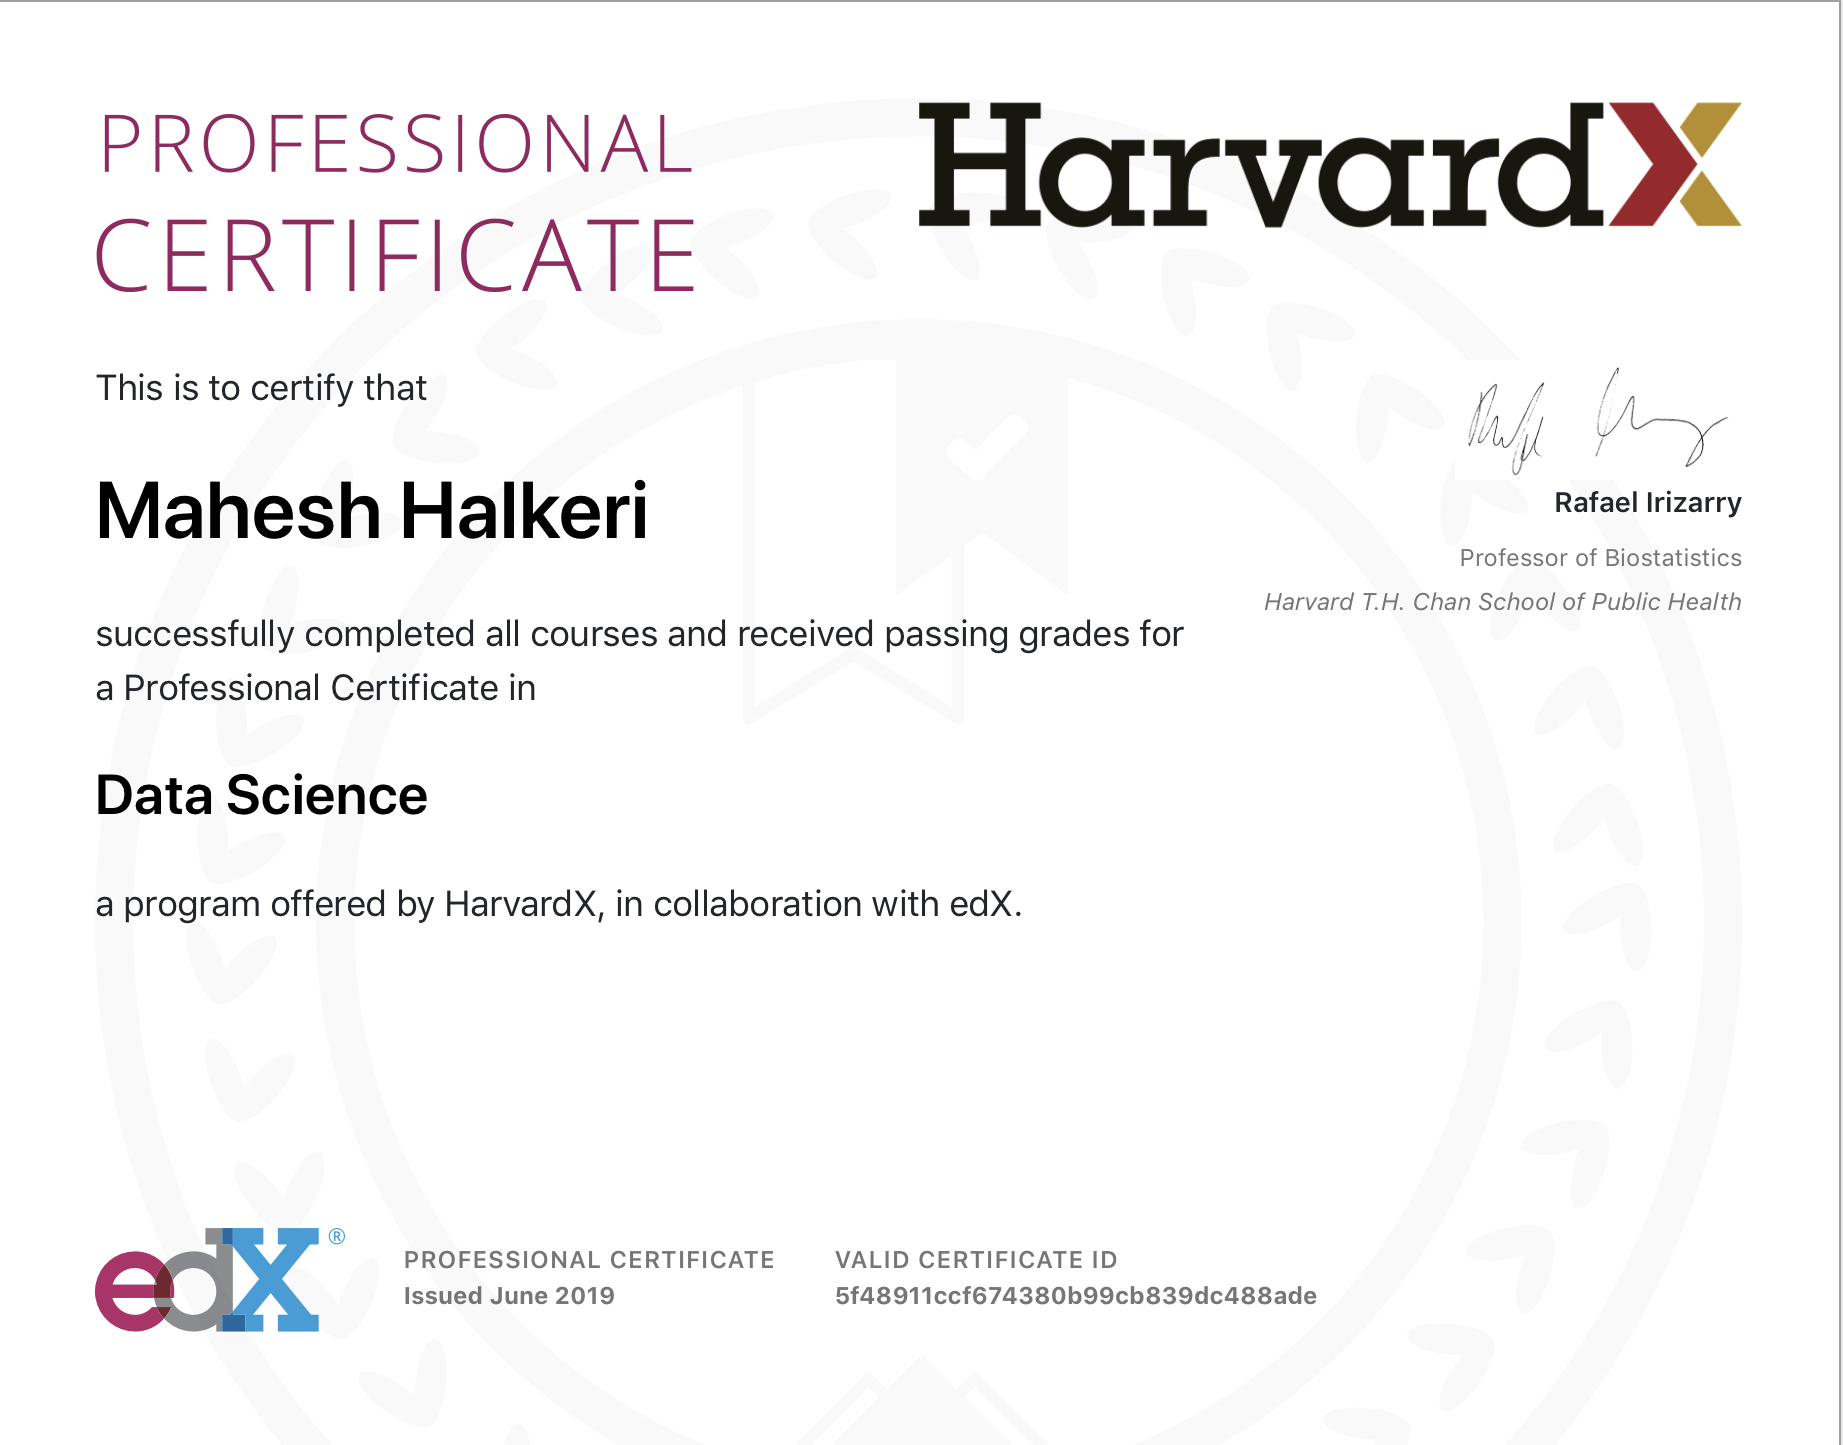 PROFESSIONAL
CERTIFICATE
HarvardX
This is to certify that
Mahesh Halkeri
successfully completed all courses and received passing grades for
a Professional Certificate in
Data Science
a program offered by HarvardX, in collaboration with edX.
Rafael Irizarry
Professor of Biostatistics
Harvard T.H. Chan School of Public Health
edX®
PROFESSIONAL CERTIFICATE
Issued June 2019
VALID CERTIFICATE ID
5f48911ccf674380b99cb839dc488ade